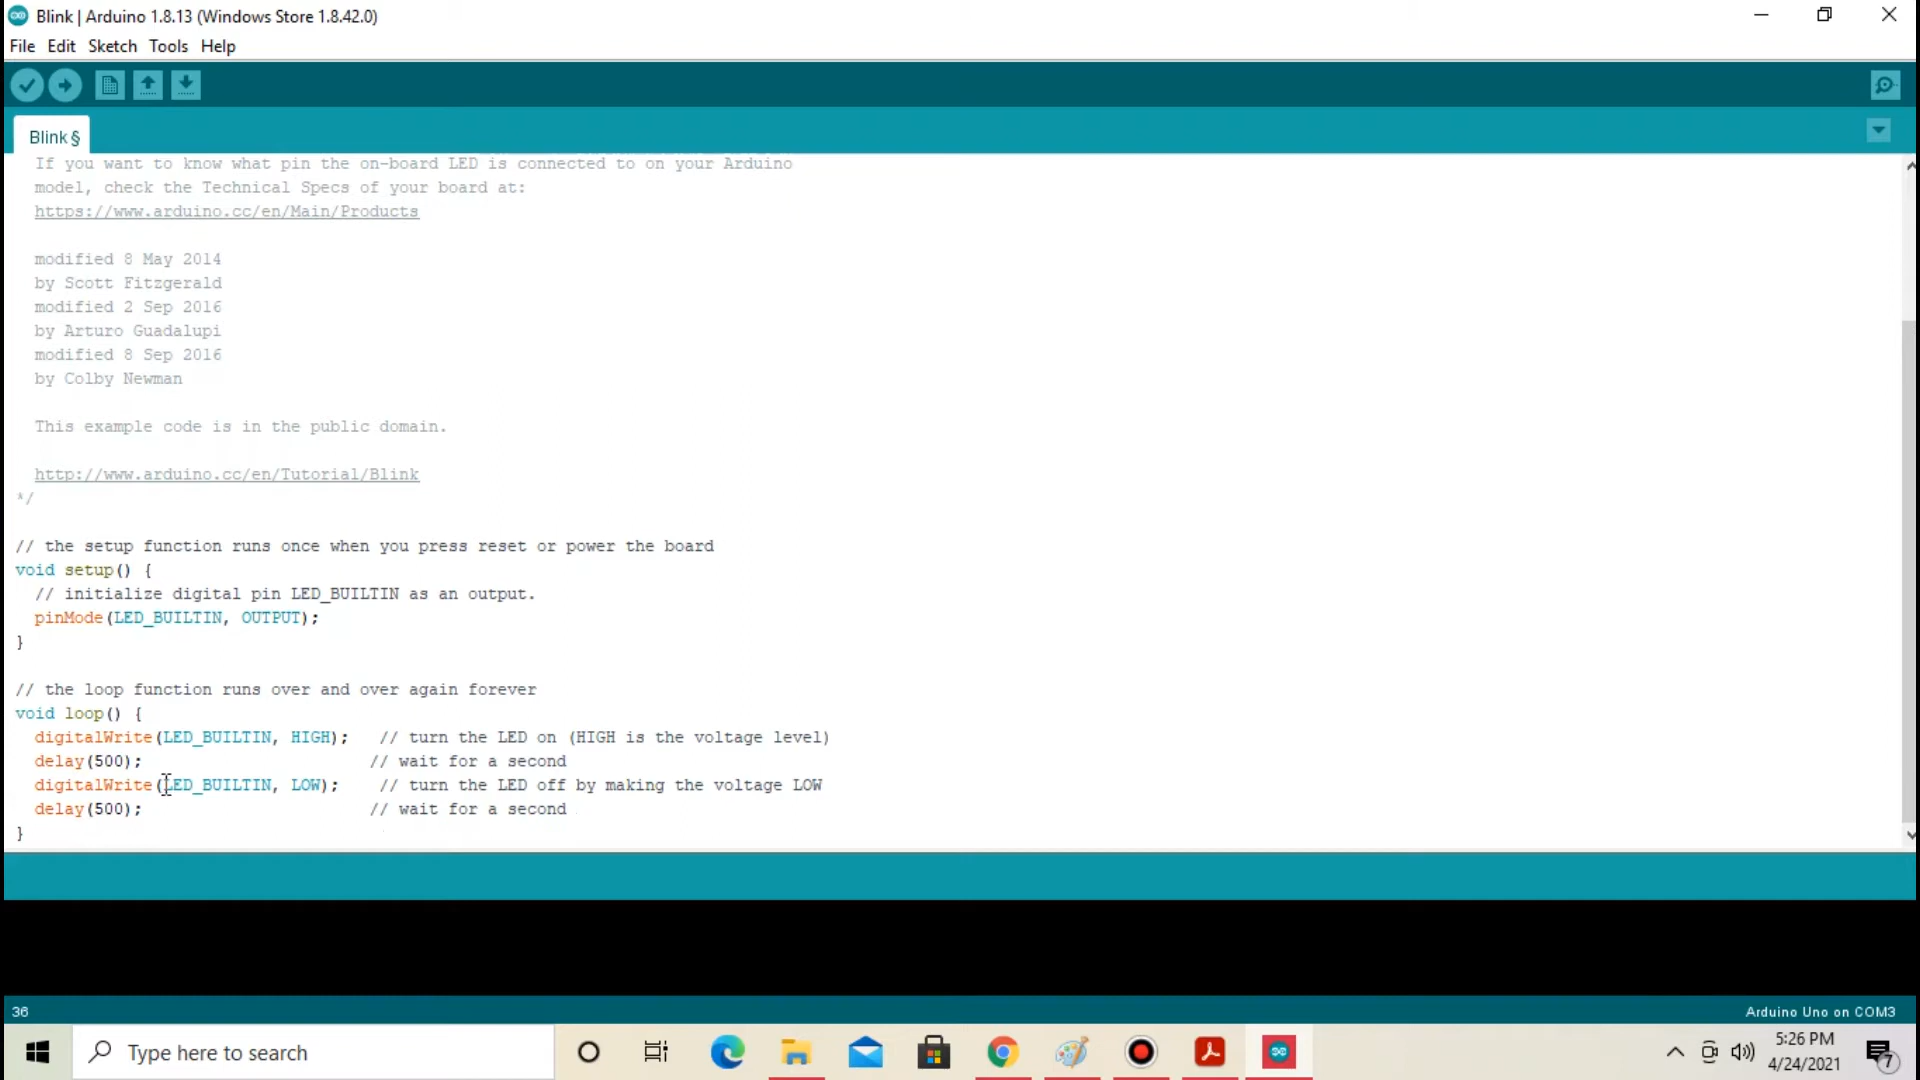 Blink | Arduino 1.8.13 (Windows Store 1.8.42.0)
File Edit Sketch Tools Help
Blink §
If you want to know what pin the on-board LED is connected to on your Arduino
model, check the Technical Specs of your board at:
https://www.arduino.cc/en/Main/Products
modified 8 May 2014
by Scott Fitzgerald
modified 2 Sep 2016
by Arturo Guadalupi
modified 8 Sep 2016
by Colby Newman
This example code is in the public domain.
http://www.arduino.cc/en/Tutorial/Blink
*/
// the setup function runs once when you press reset or power the board
void setup() {
// initialize digital pin LED_BUILTIN as an output.
pinMode(LED_BUILTIN, OUTPUT);
}
// the loop function runs over and over again forever
void loop() {
digitalWrite(LED_BUILTIN, HIGH);   // turn the LED on (HIGH is the voltage level)
delay(500);                       // wait for a second
digitalWrite(LED_BUILTIN, LOW);    // turn the LED off by making the voltage LOW
delay(500);                       // wait for a second
}
36
Arduino Uno on COM3
Type here to search
5:26 PM
4/24/2021
7